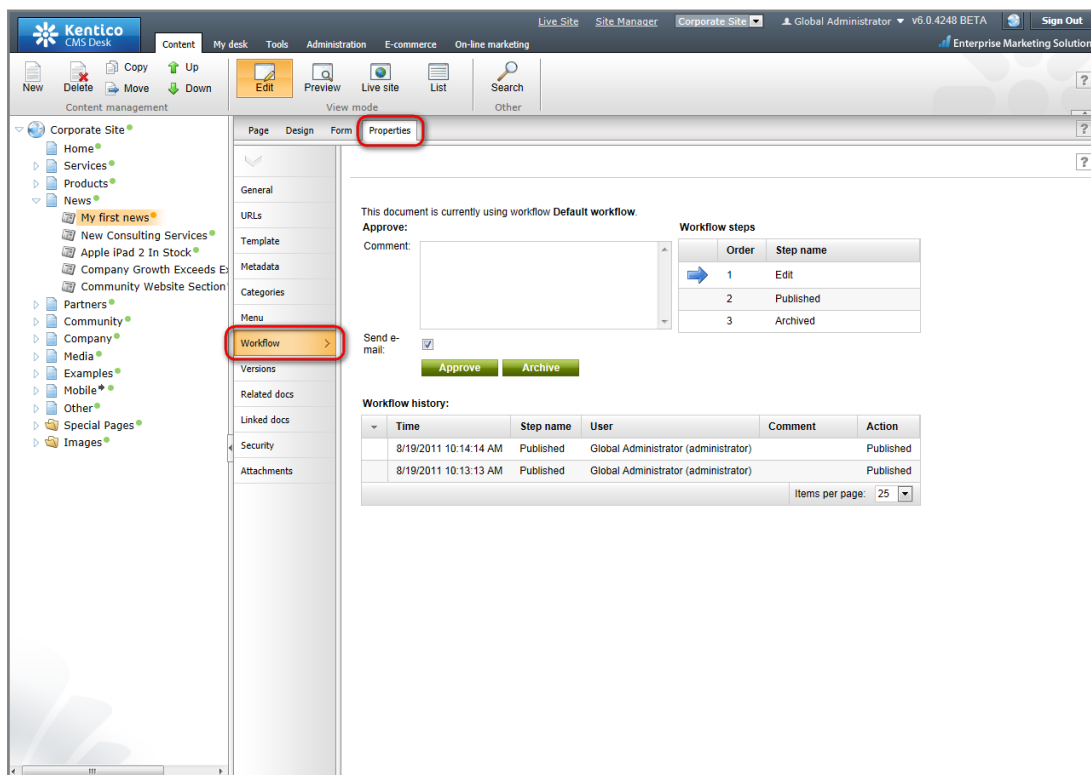 Kentico
CMS Desk
Live Site Site Manager Corporate Site Global Administrator v6.0.4248 BETA Sign Out
Content My desk Tools Administration E-commerce On-line marketing
Enterprise Marketing Solution
New Delete Copy Move Up Down
Content management
Edit Preview Live site List
View mode
Search
Other
?
Corporate Site
Home
Services
Products
News
My first news
New Consulting Services
Apple iPad 2 In Stock
Company Growth Exceeds Ex
Community Website Section
Partners
Community
Company
Media
Examples
Mobile
Other
Special Pages
Images
Page Design Form Properties
?
?
General
URLs
Template
Metadata
Categories
Menu
Workflow >
Versions
Related docs
Linked docs
Security
Attachments
This document is currently using workflow Default workflow.
Approve:
Comment:
Send e-
mail:
Approve Archive
Workflow steps
Order Step name
1 Edit
2 Published
3 Archived
Workflow history:
Time Step name User Comment Action
8/19/2011 10:14:14 AM Published Global Administrator (administrator) Published
8/19/2011 10:13:13 AM Published Global Administrator (administrator) Published
Items per page: 25